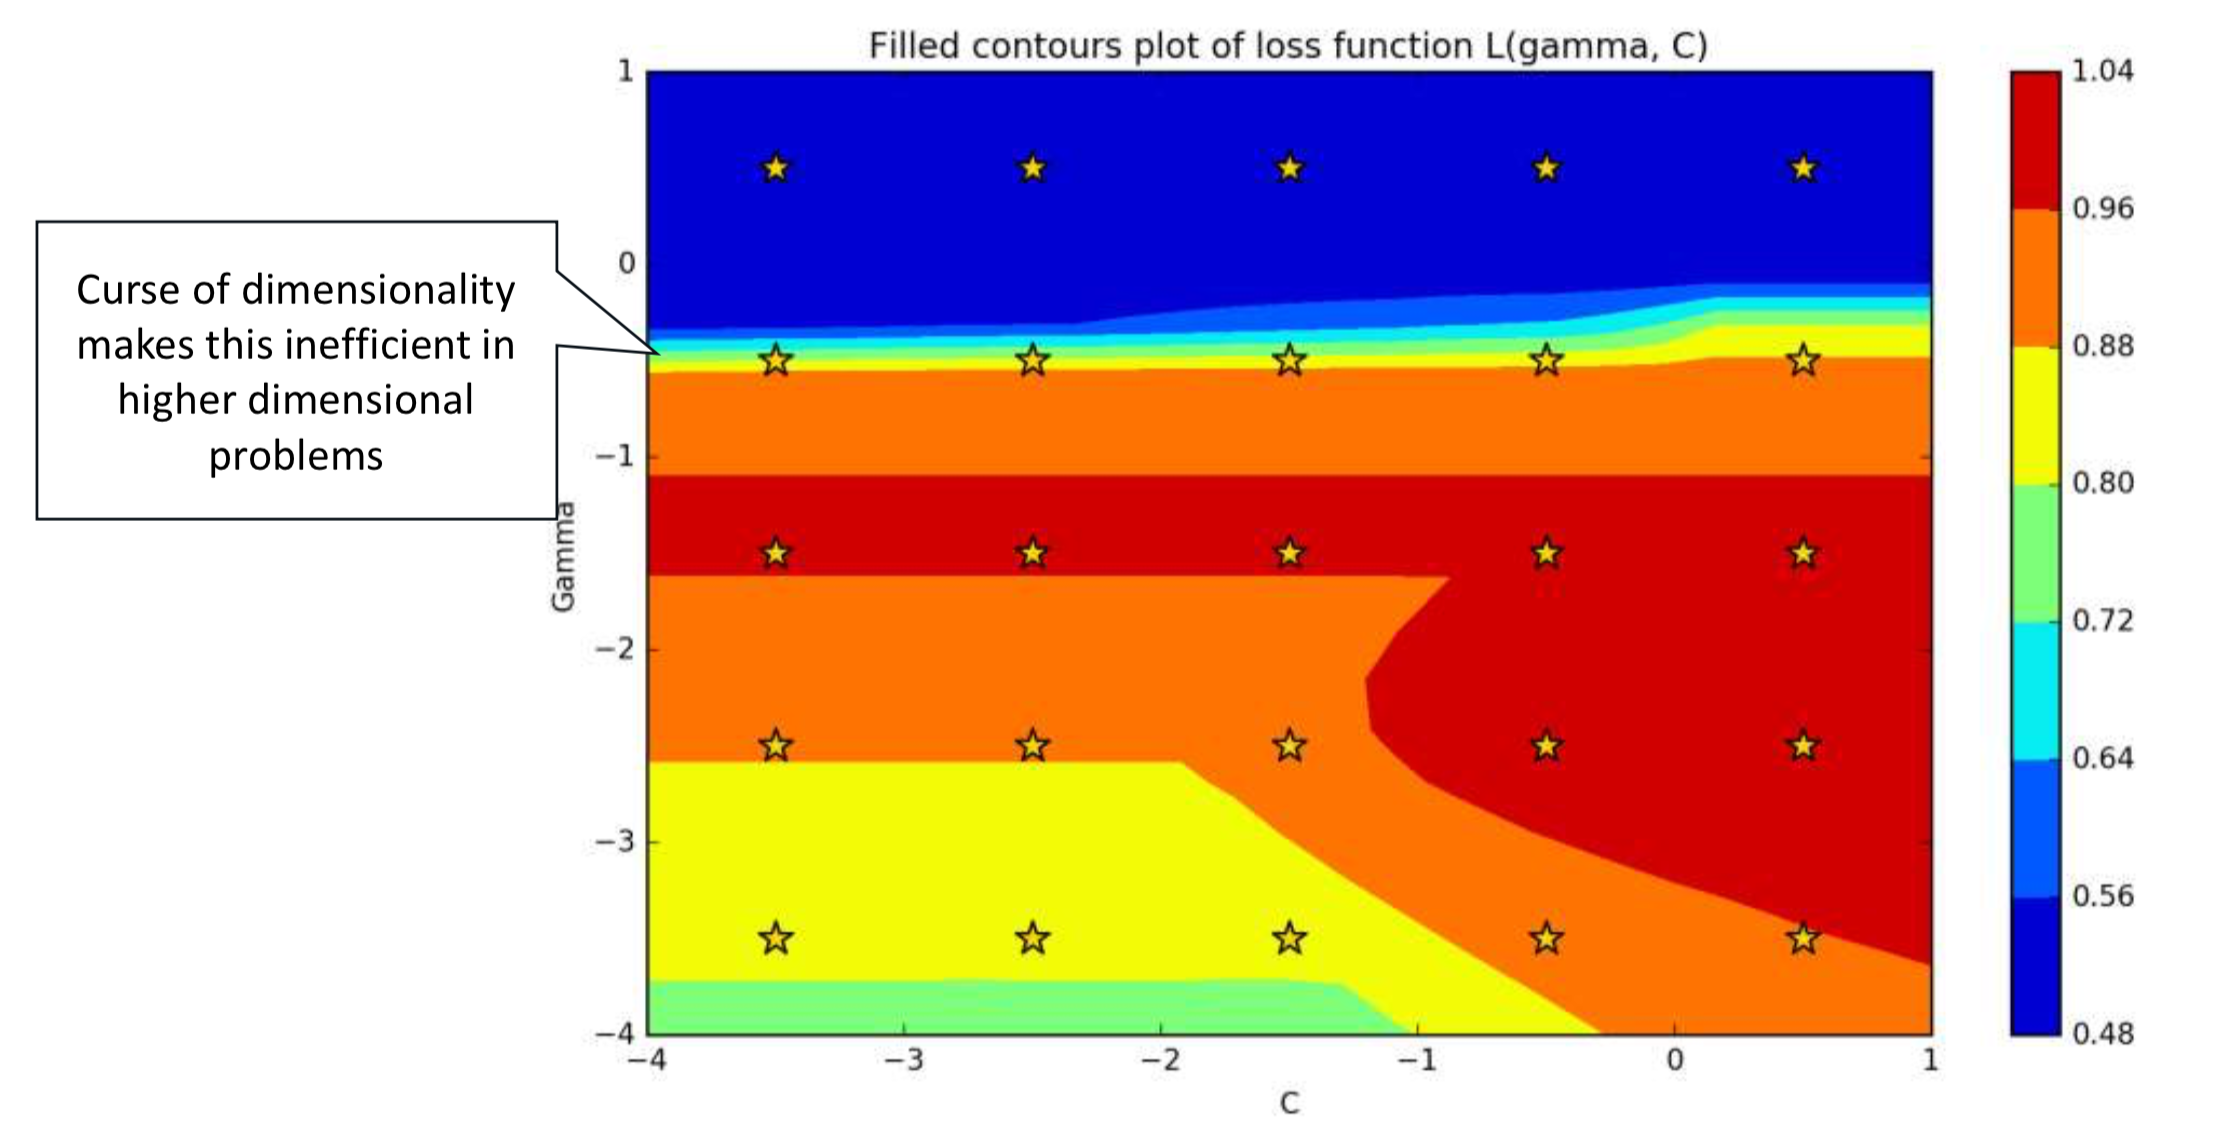 Filled contours plot of loss function L(gamma, C)
Curse of dimensionality
makes this inefficient in
higher dimensional
problems
Gamma
1
0
−1
−2
−3
−4
−4 −3 −2 −1 0 1
C
1.04
0.96
0.88
0.80
0.72
0.64
0.56
0.48